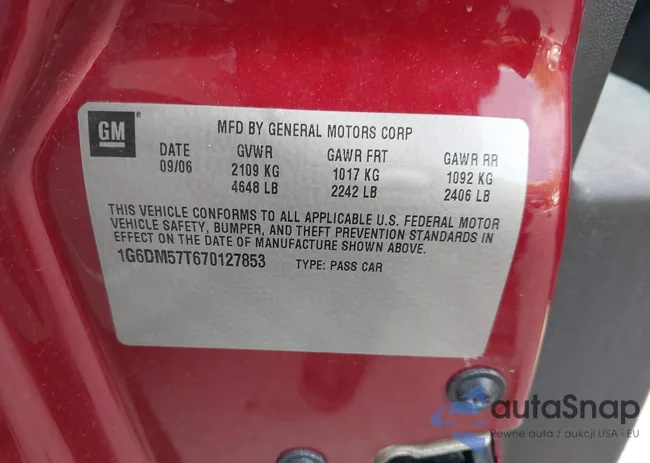 GM
MFD BY GENERAL MOTORS CORP
DATE GVWR GAWR FRT GAWR RR
09/06 2109 KG 1017 KG 1092 KG
4648 LB 2242 LB 2406 LB
THIS VEHICLE CONFORMS TO ALL APPLICABLE U.S. FEDERAL MOTOR
VEHICLE SAFETY, BUMPER, AND THEFT PREVENTION STANDARDS IN
EFFECT ON THE DATE OF MANUFACTURE SHOWN ABOVE.
1G6DM57T670127853 TYPE: PASS CAR
autaSnap
Pewne auta z aukcji USA i EU